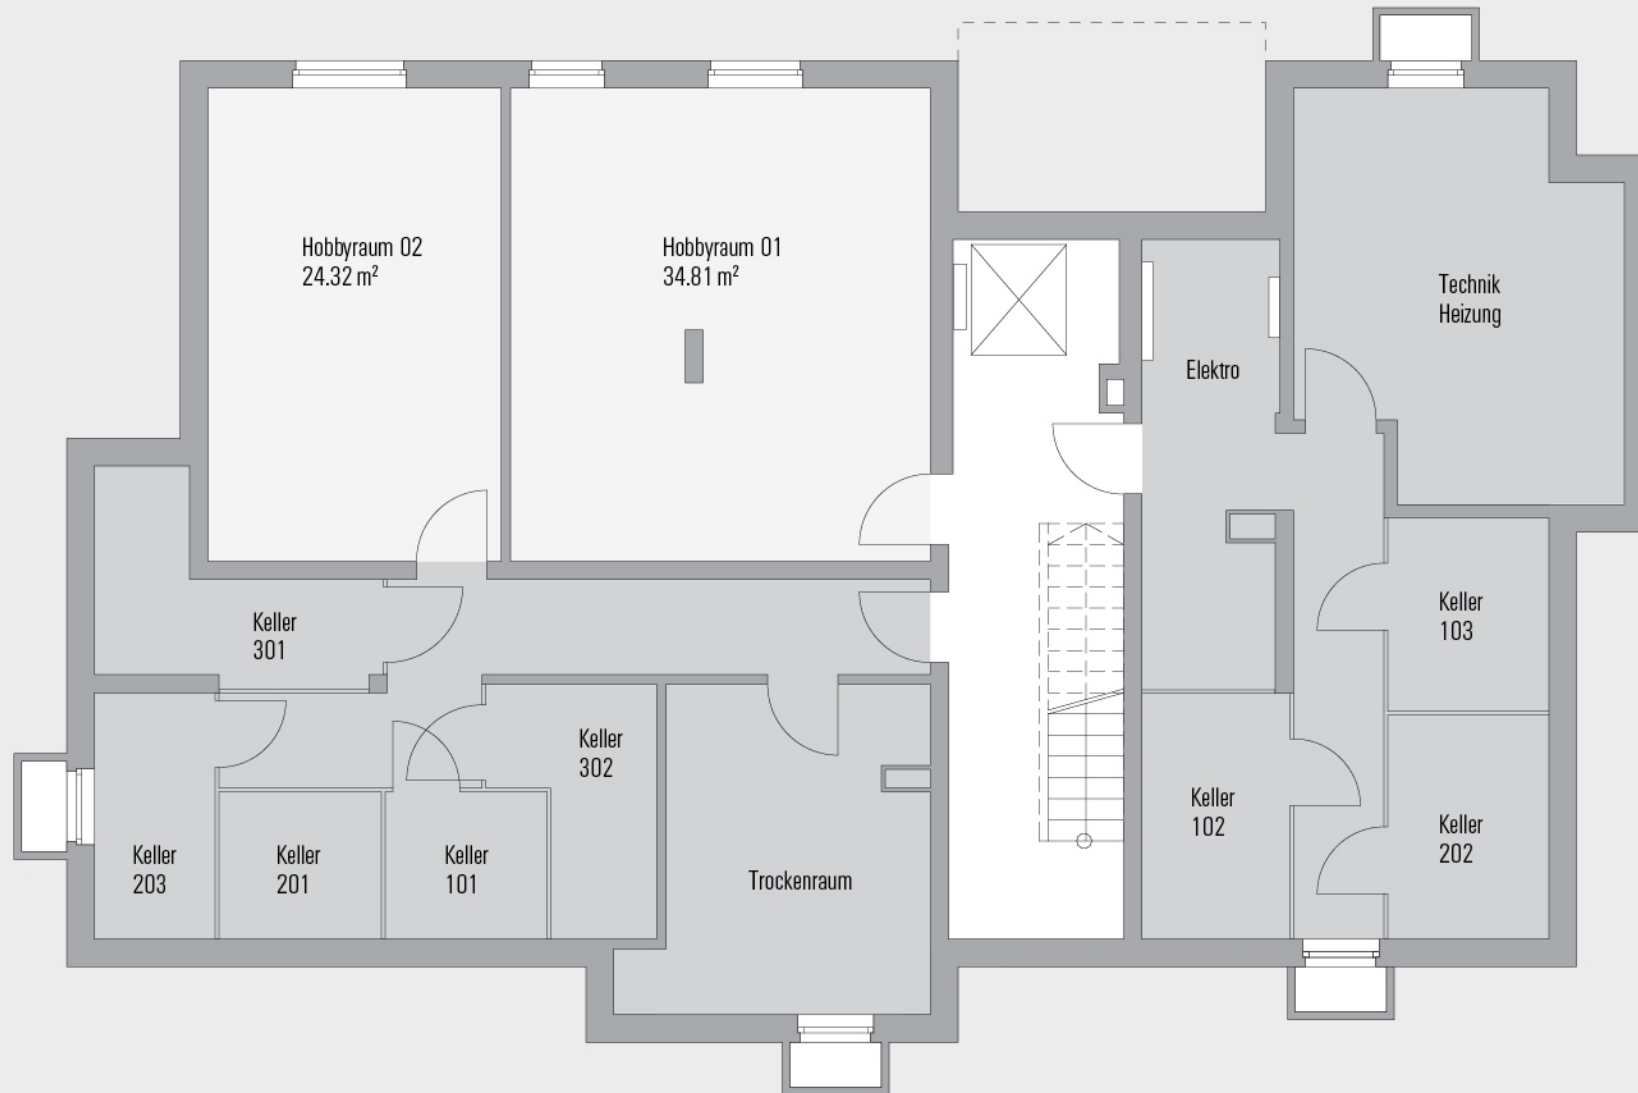 Hobbyraum 02
24.32 m²
Hobbyraum 01
34.81 m²
Technik
Heizung
Elektro
Keller
301
Keller
103
Keller
302
Keller
102
Keller
202
Keller
203
Keller
201
Keller
101
Trockenraum